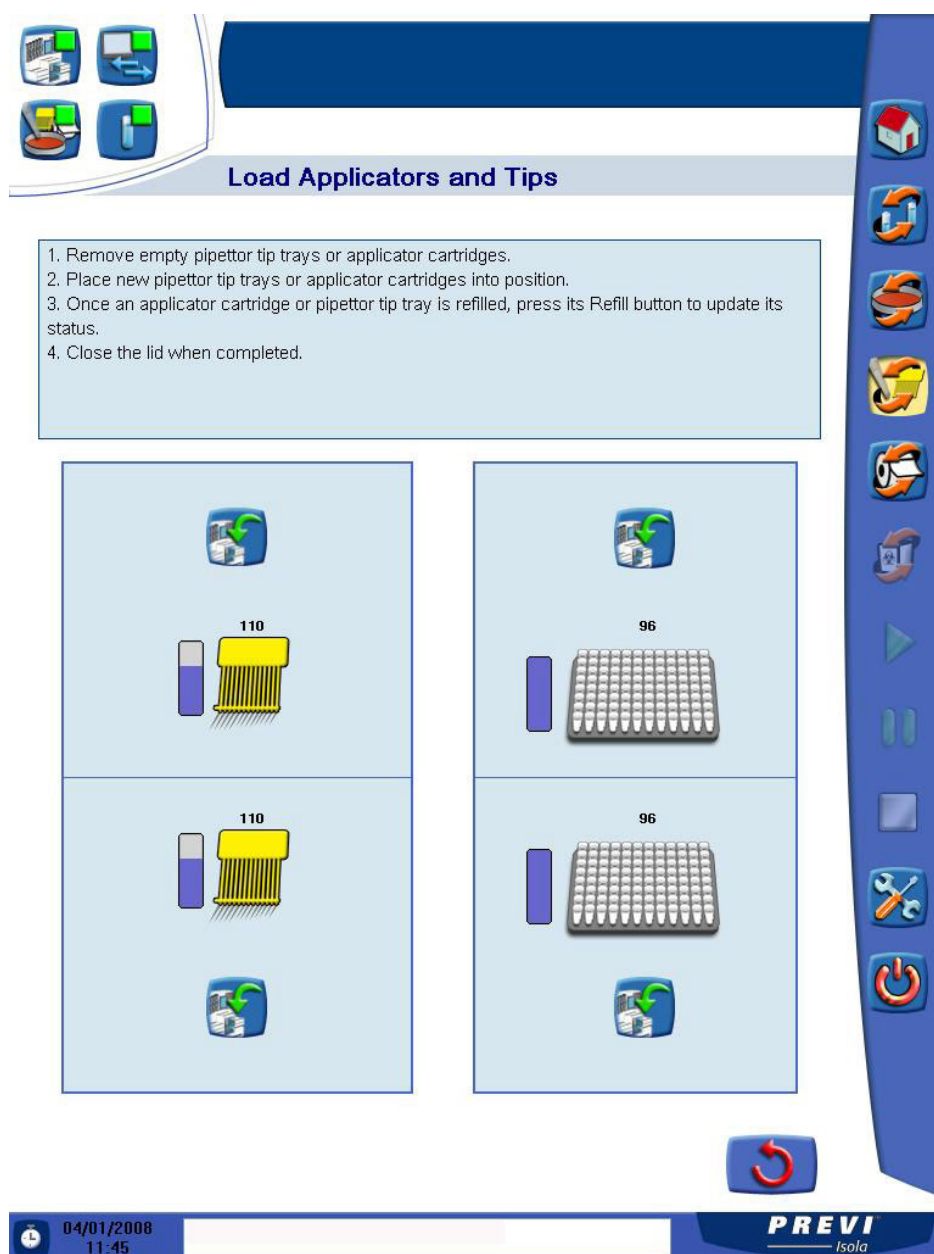 Load Applicators and Tips
1. Remove empty pipettor tip trays or applicator cartridges.
2. Place new pipettor tip trays or applicator cartridges into position.
3. Once an applicator cartridge or pipettor tip tray is refilled, press its Refill button to update its
status.
4. Close the lid when completed.
110
96
110
96
04/01/2008
11:45
PREVI
Isola